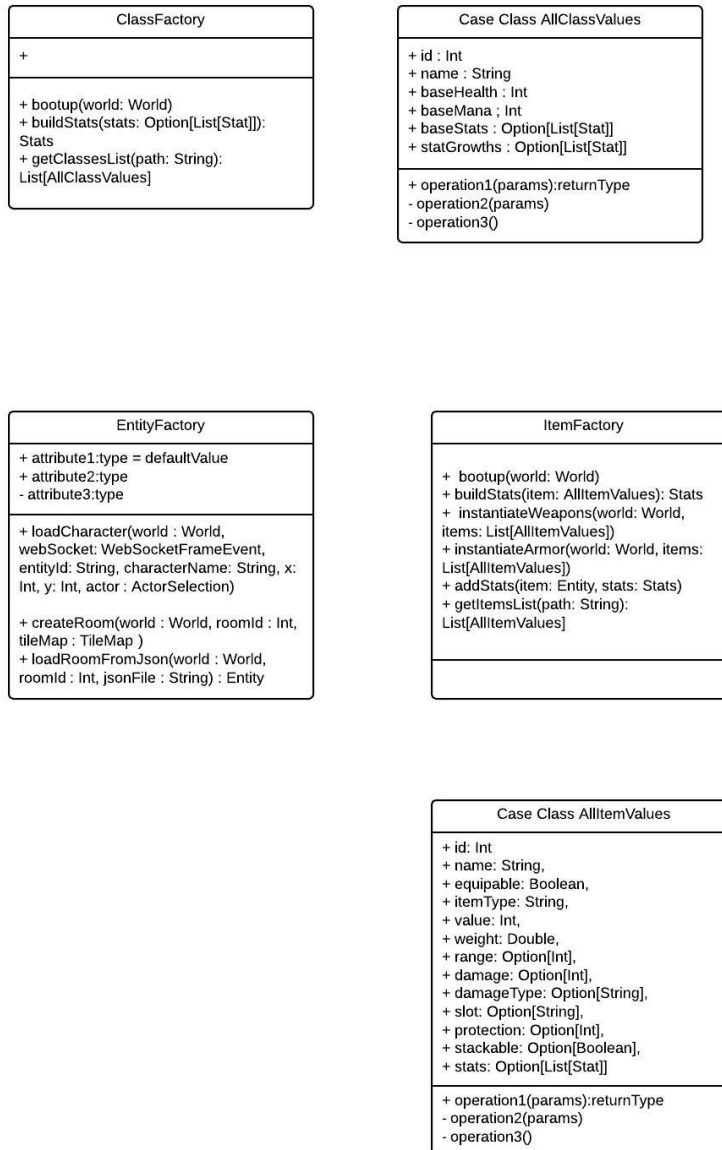 ClassFactory
+
+ bootup(world: World)
+ buildStats(stats: Option[List[Stat]]):
Stats
+ getClassesList(path: String):
List[AllClassValues]
Case Class AllClassValues
+ id : Int
+ name : String
+ baseHealth : Int
+ baseMana ; Int
+ baseStats : Option[List[Stat]]
+ statGrowths : Option[List[Stat]]
+ operation1(params):returnType
- operation2(params)
- operation3()
EntityFactory
+ attribute1:type = defaultValue
+ attribute2:type
- attribute3:type
+ loadCharacter(world : World,
webSocket: WebSocketFrameEvent,
entityId: String, characterName: String, x:
Int, y: Int, actor : ActorSelection)
+ createRoom(world : World, roomId : Int,
tileMap : TileMap )
+ loadRoomFromJson(world : World,
roomId : Int, jsonFile : String) : Entity
ItemFactory
+ bootup(world: World)
+ buildStats(item: AllItemValues): Stats
+ instantiateWeapons(world: World,
items: List[AllItemValues])
+ instantiateArmor(world: World, items:
List[AllItemValues])
+ addStats(item: Entity, stats: Stats)
+ getItemsList(path: String):
List[AllItemValues]
Case Class AllItemValues
+ id: Int
+ name: String,
+ equipable: Boolean,
+ itemType: String,
+ value: Int,
+ weight: Double,
+ range: Option[Int],
+ damage: Option[Int],
+ damageType: Option[String],
+ slot: Option[String],
+ protection: Option[Int],
+ stackable: Option[Boolean],
+ stats: Option[List[Stat]]
+ operation1(params):returnType
- operation2(params)
- operation3()